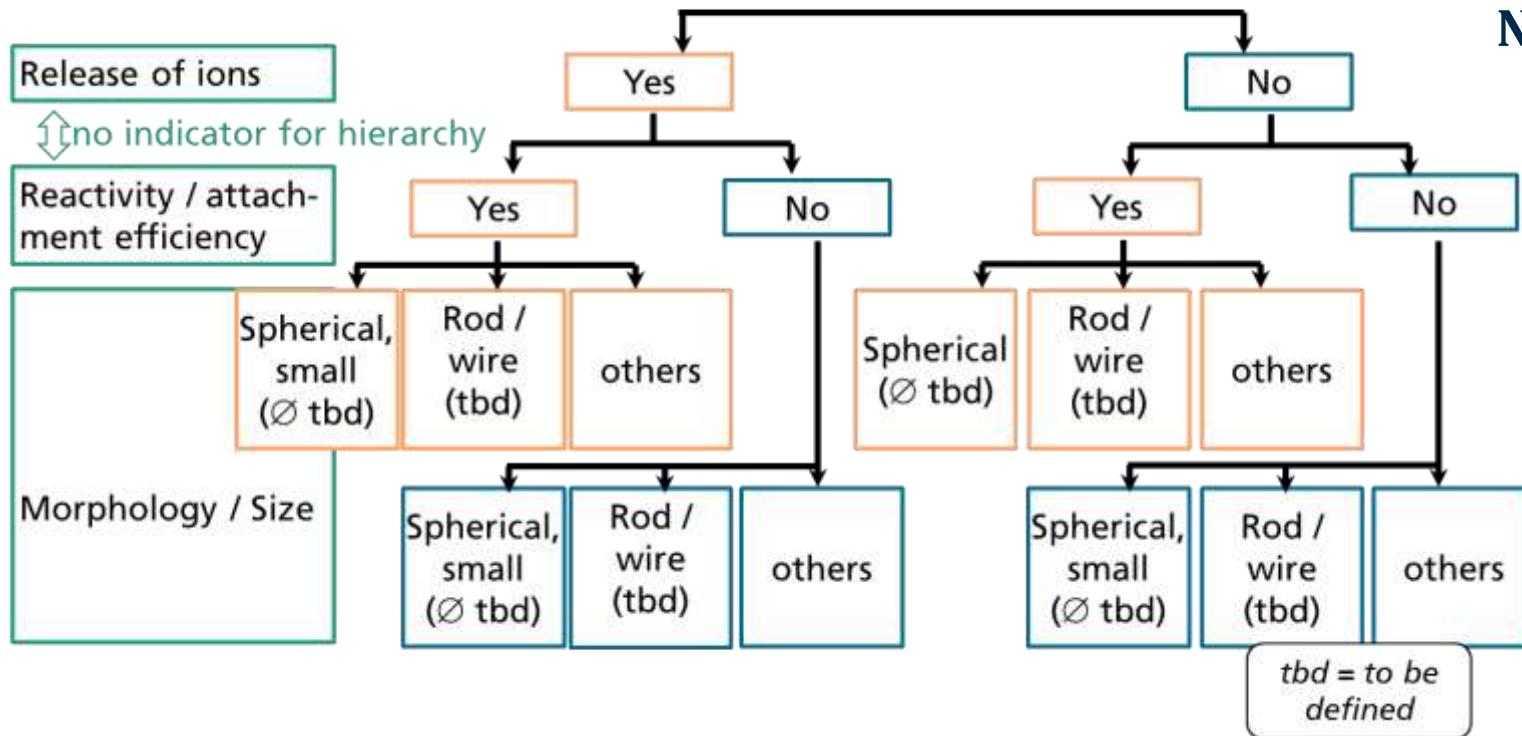 N
Release of ions
Yes
No
no indicator for hierarchy
Reactivity / attach-
ment efficiency
Yes
No
Yes
No
Spherical,
small
(∅ tbd)
Rod /
wire
(tbd)
others
Spherical
(∅ tbd)
Rod /
wire
(tbd)
others
Morphology / Size
Spherical,
small
(∅ tbd)
Rod /
wire
(tbd)
others
Spherical,
small
(∅ tbd)
Rod /
wire
(tbd)
others
tbd = to be
defined